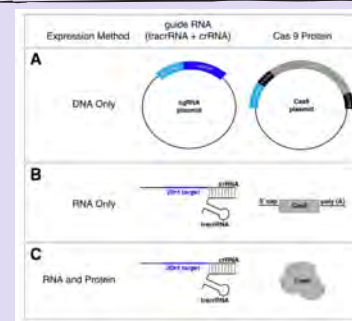 Expression Method
guide RNA
(tracrRNA + crRNA)
Cas 9 Protein
A
DNA Only
sgRNA
plasmid
Cas9
plasmid
B
RNA Only
crRNA
20nt target
tracrRNA
5' cap
Cas9
poly (A)
C
RNA and Protein
crRNA
20nt target
tracrRNA
Cas9